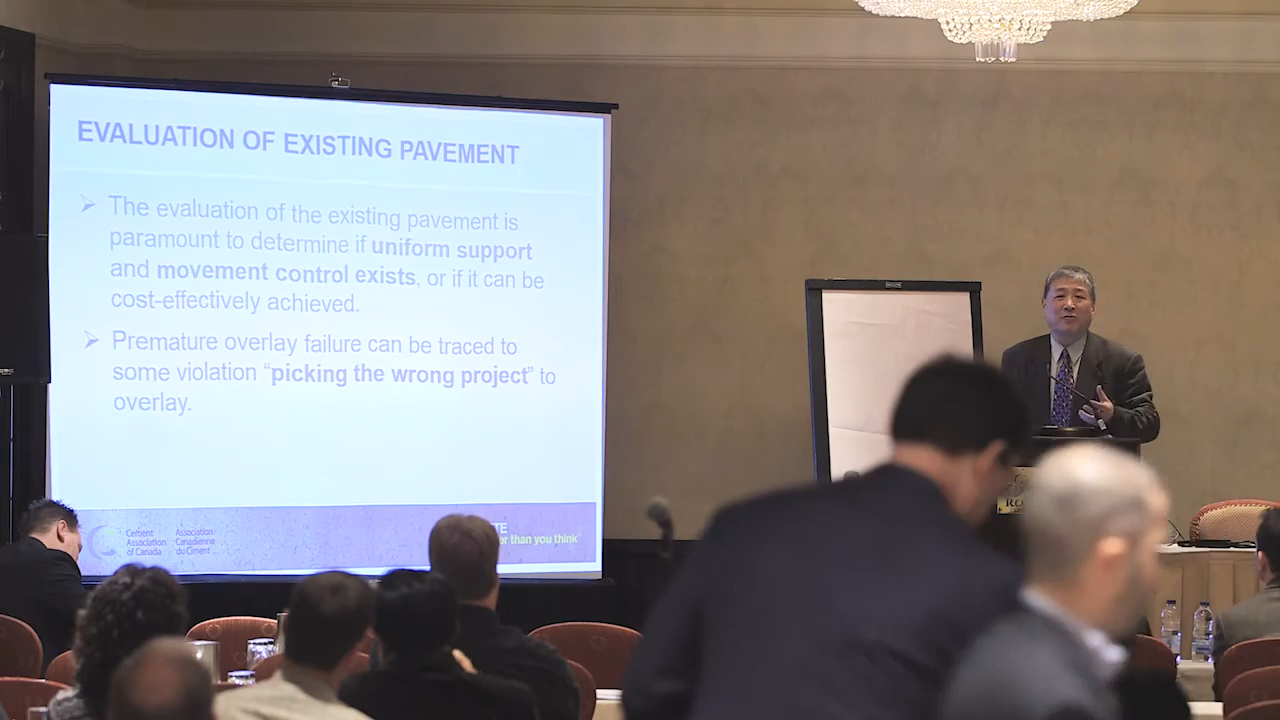 EVALUATION OF EXISTING PAVEMENT
The evaluation of the existing pavement is
paramount to determine if uniform support
and movement control exists, or if it can be
cost-effectively achieved.
Premature overlay failure can be traced to
some violation “picking the wrong project” to
overlay.
Cement
Association
of Canada
Association
Canadienne
du Ciment
than you think